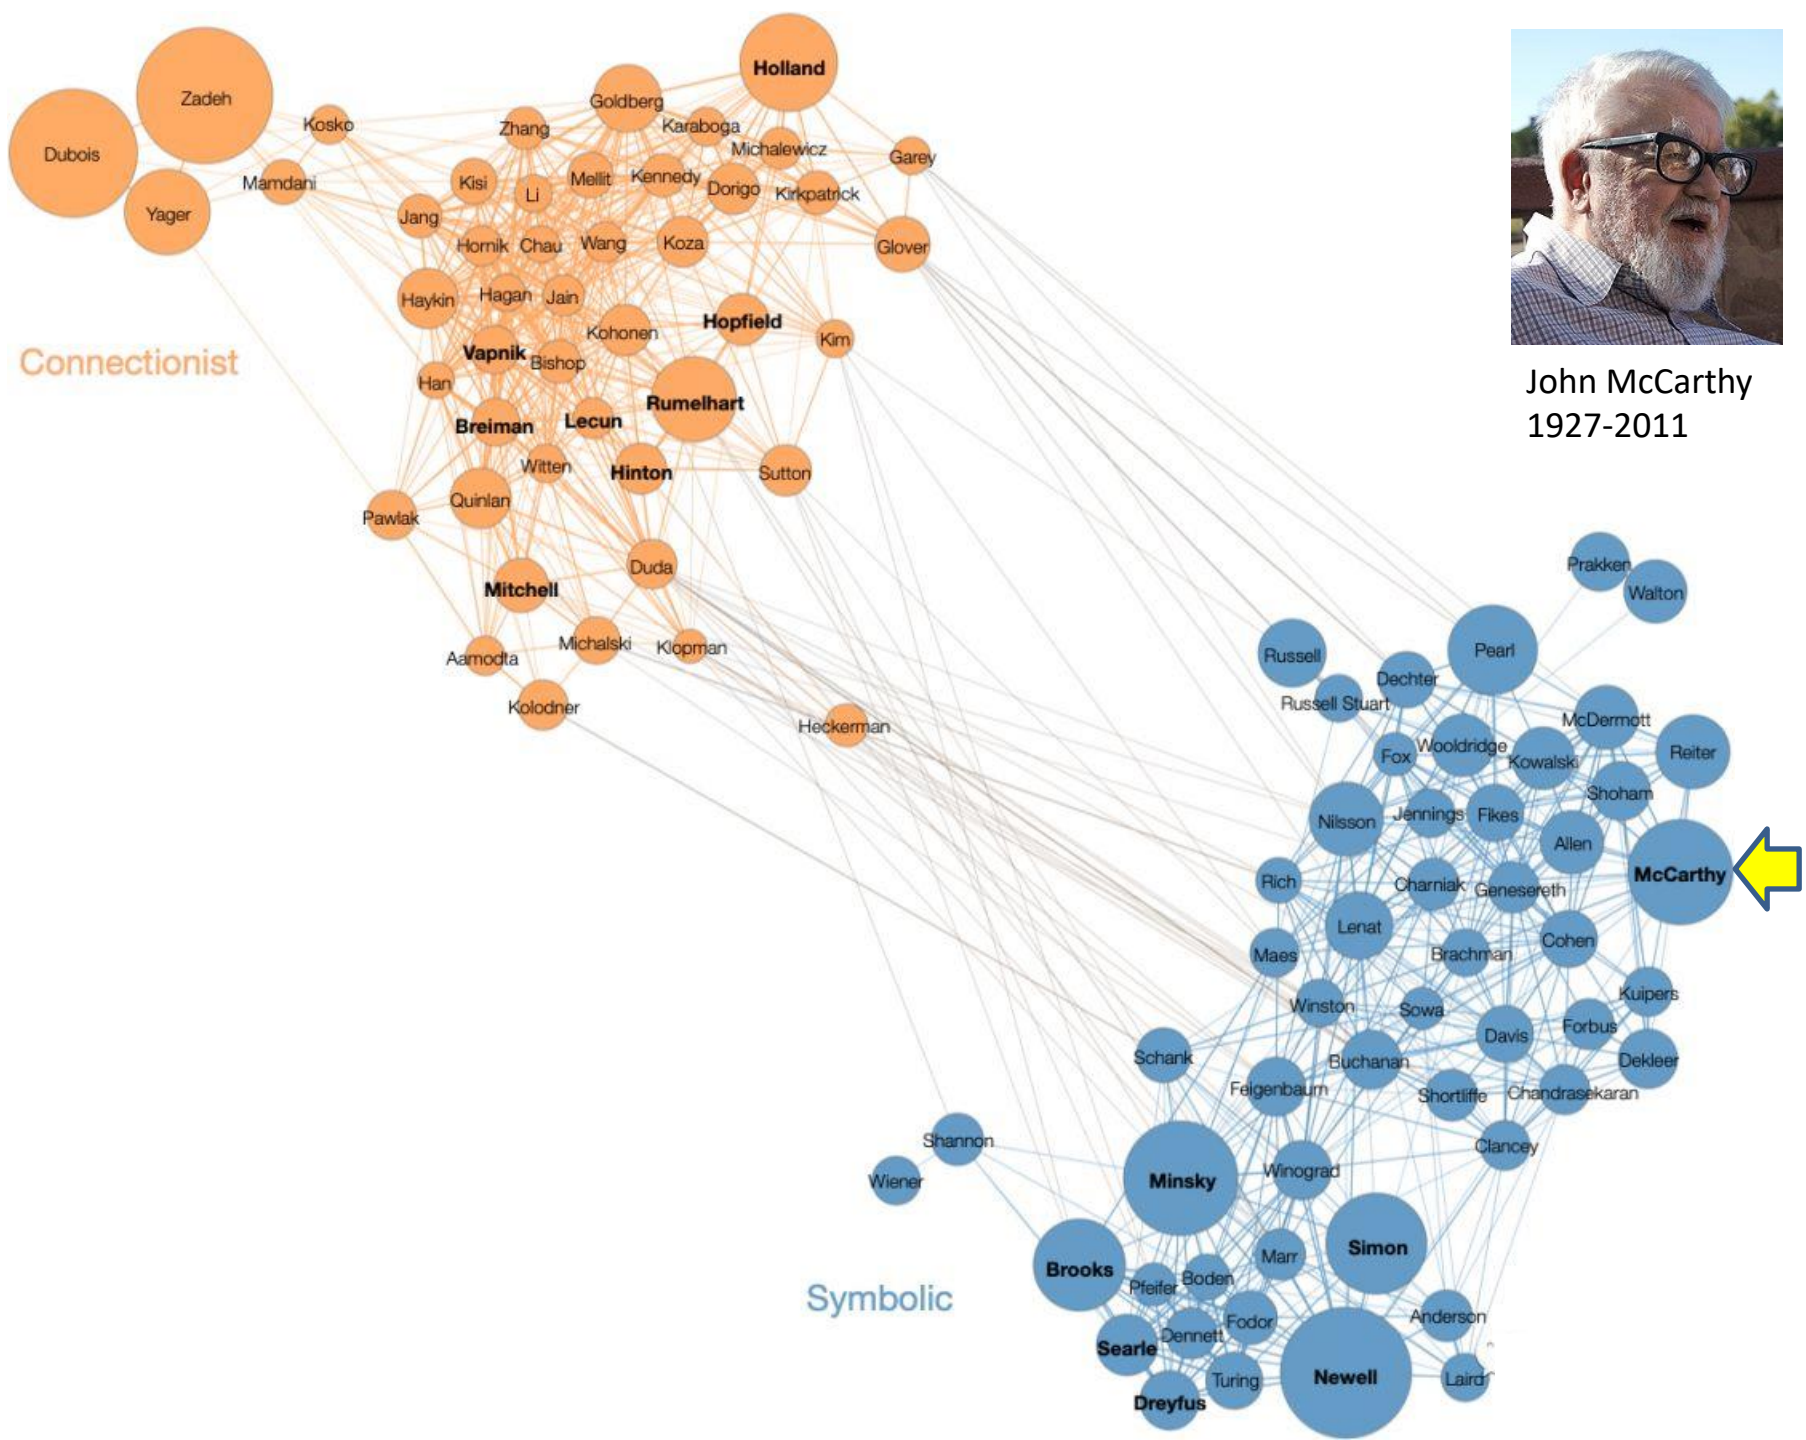 Holland
Zadeh
Goldberg
Kosko
Zhang
Karaboga
Dubois
Michalewicz
Garey
Mamdani
Kisi
Li
Mellit
Kennedy
Dorigo
Kirkpatrick
Yager
Jang
Hornik
Chau
Wang
Koza
Glover
Haykin
Hagan
Jain
Kohonen
Hopfield
Kim
Connectionist
Vapnik
Bishop
Han
Rumelhart
Breiman
Lecun
Witten
Hinton
Sutton
Quinlan
Pawlak
Duda
Mitchell
Michalski
Klopman
Aamodta
Kolodner
Heckerman
John McCarthy
1927-2011
Prakken
Walton
Russell
Pearl
Dechter
Russell Stuart
McDermott
Fox
Wooldridge
Kowalski
Reiter
Shoham
Nilsson
Jennings
Fikes
Allen
McCarthy
Rich
Charniak
Genesereth
Lenat
Maes
Brachman
Cohen
Kuipers
Winston
Sowa
Davis
Forbus
Schank
Buchanan
Dekleer
Feigenbaum
Shortliffe
Chandrasekaran
Shannon
Clancey
Wiener
Minsky
Winograd
Simon
Brooks
Marr
Pfeifer
Boden
Symbolic
Fodor
Anderson
Searle
Dennett
Turing
Newell
Laird
Dreyfus